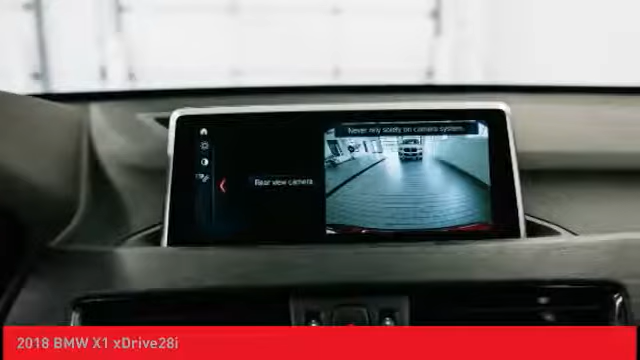 Never rely solely on camera system.
Rear view camera
2018 BMW X1 xDrive28i